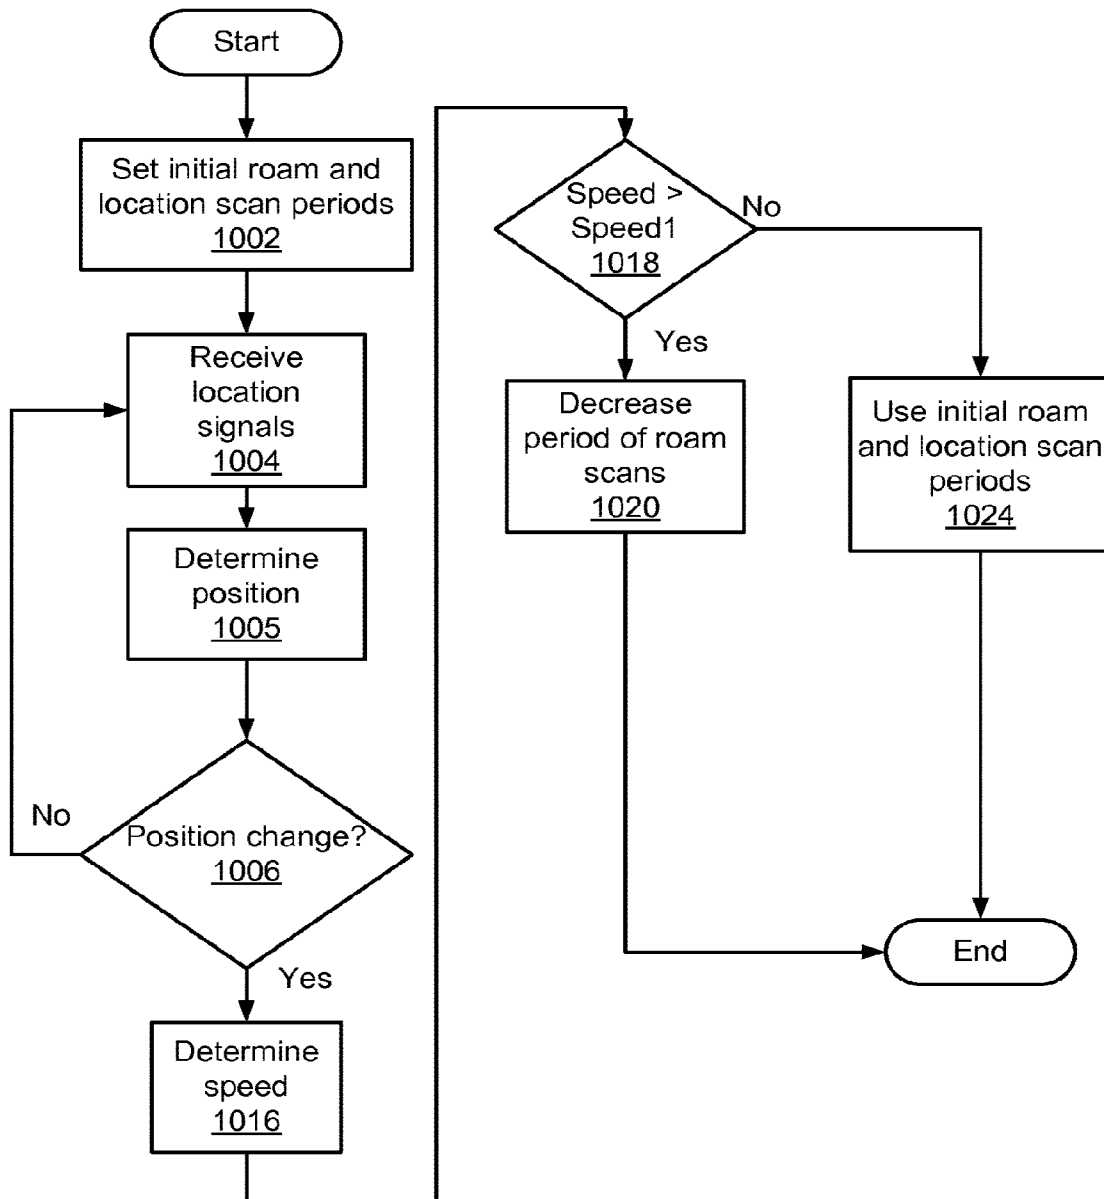 Start
Set initial roam and
location scan periods
1002
Receive
location
signals
1004
Determine
position
1005
No
Position change?
1006
Yes
Determine
speed
1016
Speed >
Speed1
1018
No
Yes
Decrease
period of roam
scans
1020
Use initial roam
and location scan
periods
1024
End